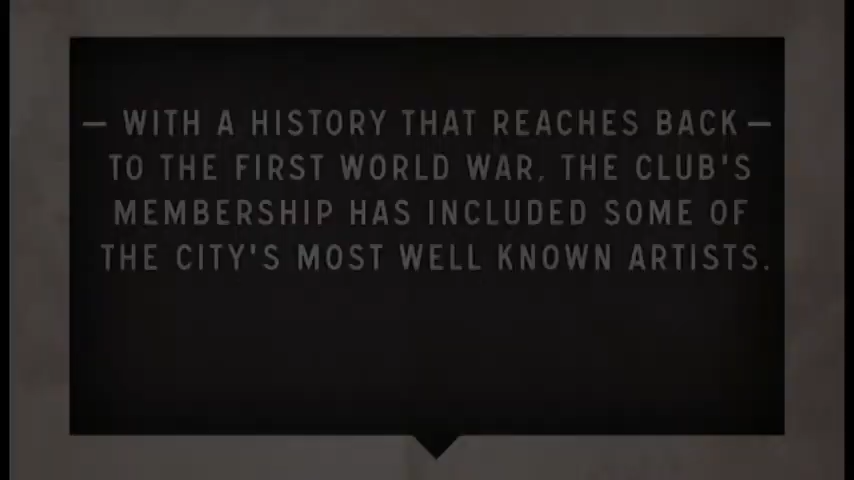 — WITH A HISTORY THAT REACHES BACK —
TO THE FIRST WORLD WAR, THE CLUB'S
MEMBERSHIP HAS INCLUDED SOME OF
THE CITY'S MOST WELL KNOWN ARTISTS.